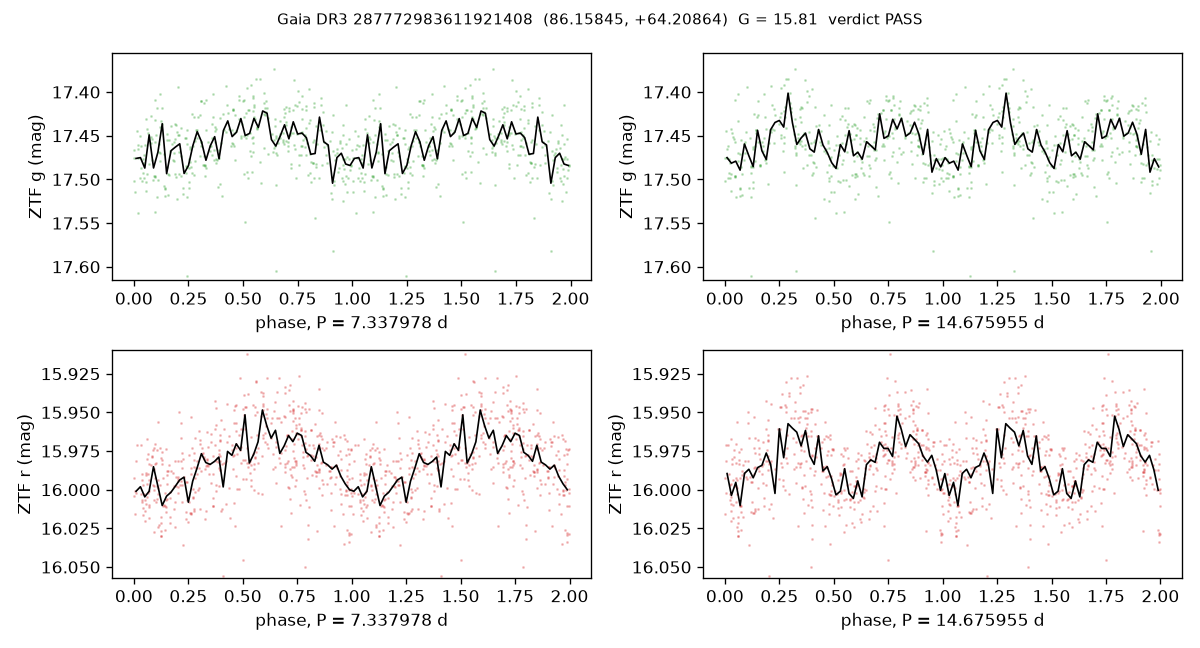 Gaia DR3 287772983611921408 (86.15845, +64.20864) G = 15.81 verdict PASS
ZTF g (mag)
17.40
17.45
17.50
17.55
17.60
0.00 0.25 0.50 0.75 1.00 1.25 1.50 1.75 2.00
phase, P = 7.337978 d
ZTF g (mag)
17.40
17.45
17.50
17.55
17.60
0.00 0.25 0.50 0.75 1.00 1.25 1.50 1.75 2.00
phase, P = 14.675955 d
ZTF r (mag)
15.925
15.950
15.975
16.000
16.025
16.050
0.00 0.25 0.50 0.75 1.00 1.25 1.50 1.75 2.00
phase, P = 7.337978 d
ZTF r (mag)
15.925
15.950
15.975
16.000
16.025
16.050
0.00 0.25 0.50 0.75 1.00 1.25 1.50 1.75 2.00
phase, P = 14.675955 d